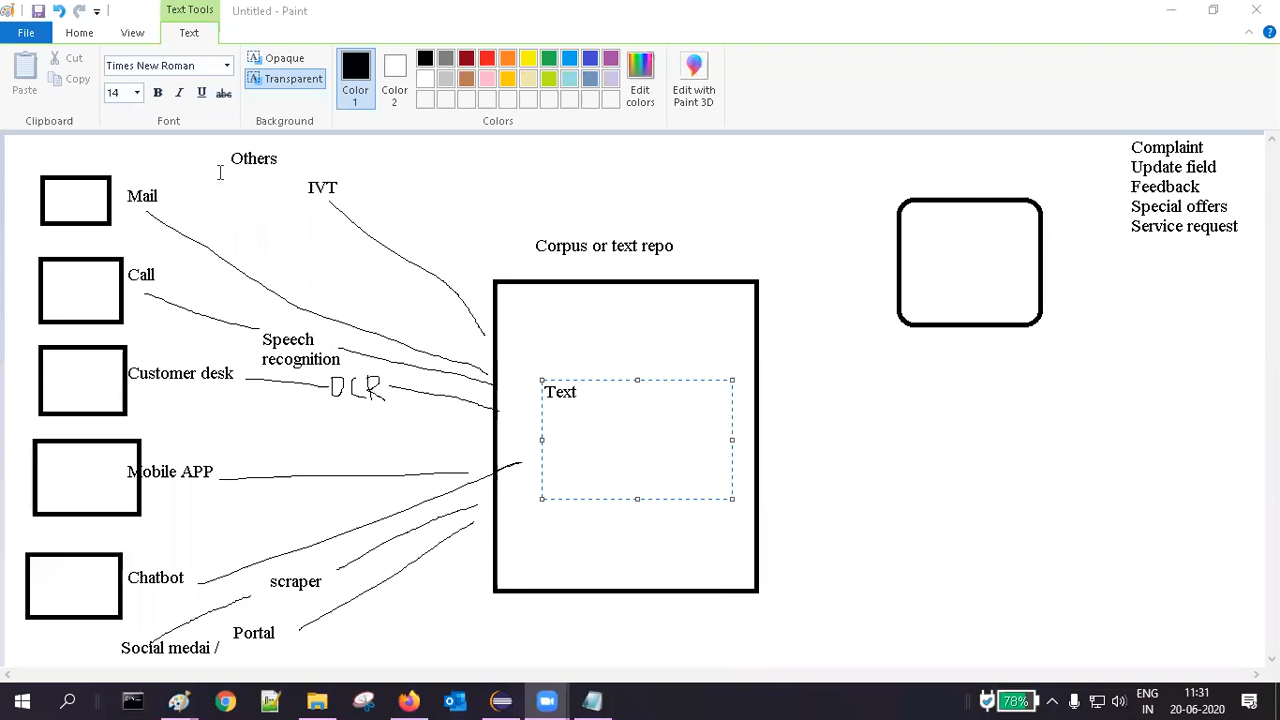 Text Tools
Untitled - Paint
File
Home
View
Text
Paste
Cut
Copy
Clipboard
Times New Roman
14
B I U abc
Font
Opaque
Transparent
Background
Color 1
Color 2
Colors
Edit colors
Edit with Paint 3D
Others
Mail
IVT
Complaint
Update field
Feedback
Special offers
Service request
Corpus or text repo
Call
Speech
recognition
Customer desk
DCR
Text
Mobile APP
Chatbot
scraper
Portal
Social medai /
78%
ENG
IN
11:31
20-06-2020